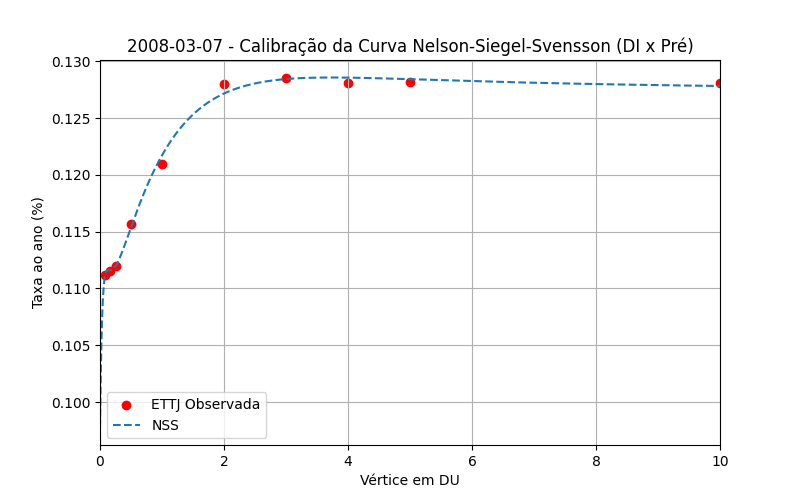 2008-03-07 - Calibração da Curva Nelson-Siegel-Svensson (DI x Pré)
0.130
0.125
0.120
0.115
0.110
0.105
0.100
Taxa ao ano (%)
ETTJ Observada
NSS
0 2 4 6 8 10
Vértice em DU